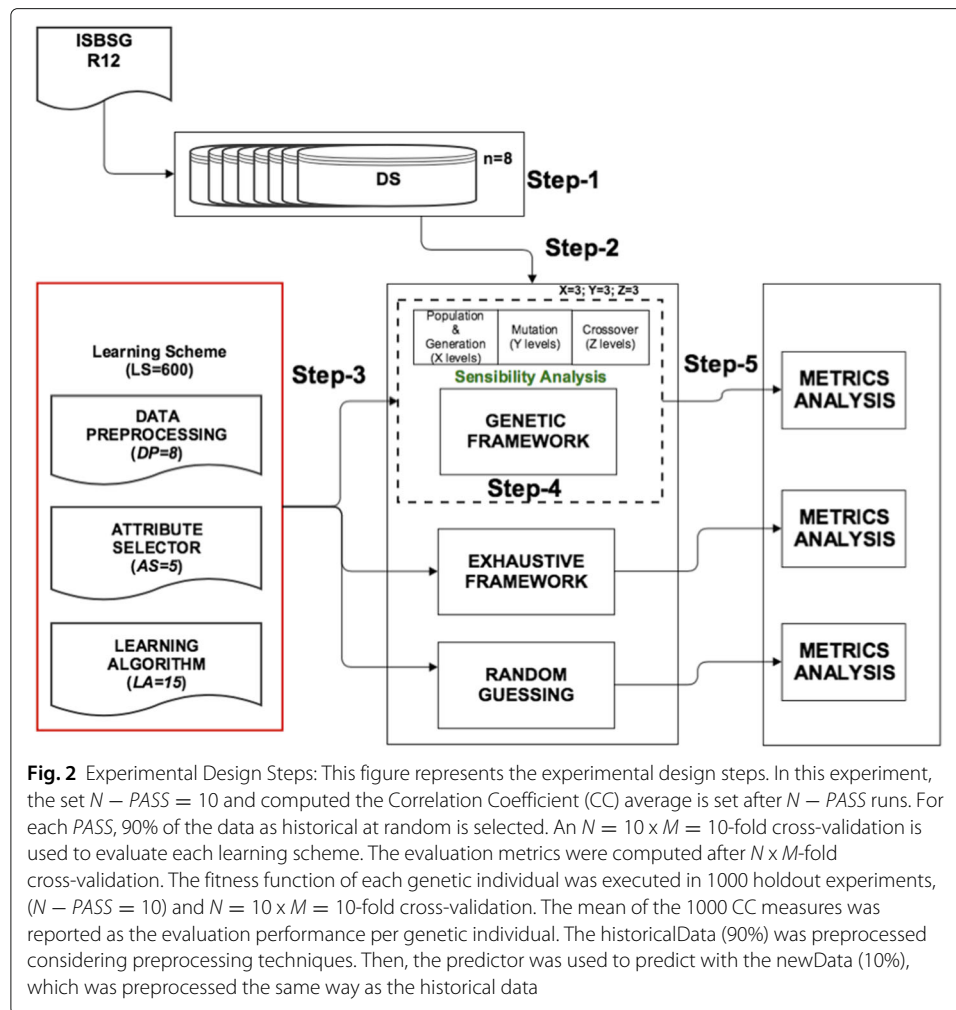 ISBSG
R12
n=8
DS
Step-1
Step-2
X=3; Y=3; Z=3
Population
&
Generation
(X levels)
Mutation
(Y levels)
Crossover
(Z levels)
Sensibility Analysis
GENETIC
FRAMEWORK
Step-4
Learning Scheme
(LS=600)
DATA
PREPROCESSING
(DP=8)
ATTRIBUTE
SELECTOR
(AS=5)
LEARNING
ALGORITHM
(LA=15)
Step-3
EXHAUSTIVE
FRAMEWORK
RANDOM
GUESSING
Step-5
METRICS
ANALYSIS
METRICS
ANALYSIS
METRICS
ANALYSIS
Fig. 2 Experimental Design Steps: This figure represents the experimental design steps. In this experiment,
the set N − PASS = 10 and computed the Correlation Coefficient (CC) average is set after N − PASS runs. For
each PASS, 90% of the data as historical at random is selected. An N = 10 x M = 10-fold cross-validation is
used to evaluate each learning scheme. The evaluation metrics were computed after N x M-fold
cross-validation. The fitness function of each genetic individual was executed in 1000 holdout experiments,
(N − PASS = 10) and N = 10 x M = 10-fold cross-validation. The mean of the 1000 CC measures was
reported as the evaluation performance per genetic individual. The historicalData (90%) was preprocessed
considering preprocessing techniques. Then, the predictor was used to predict with the newData (10%),
which was preprocessed the same way as the historical data